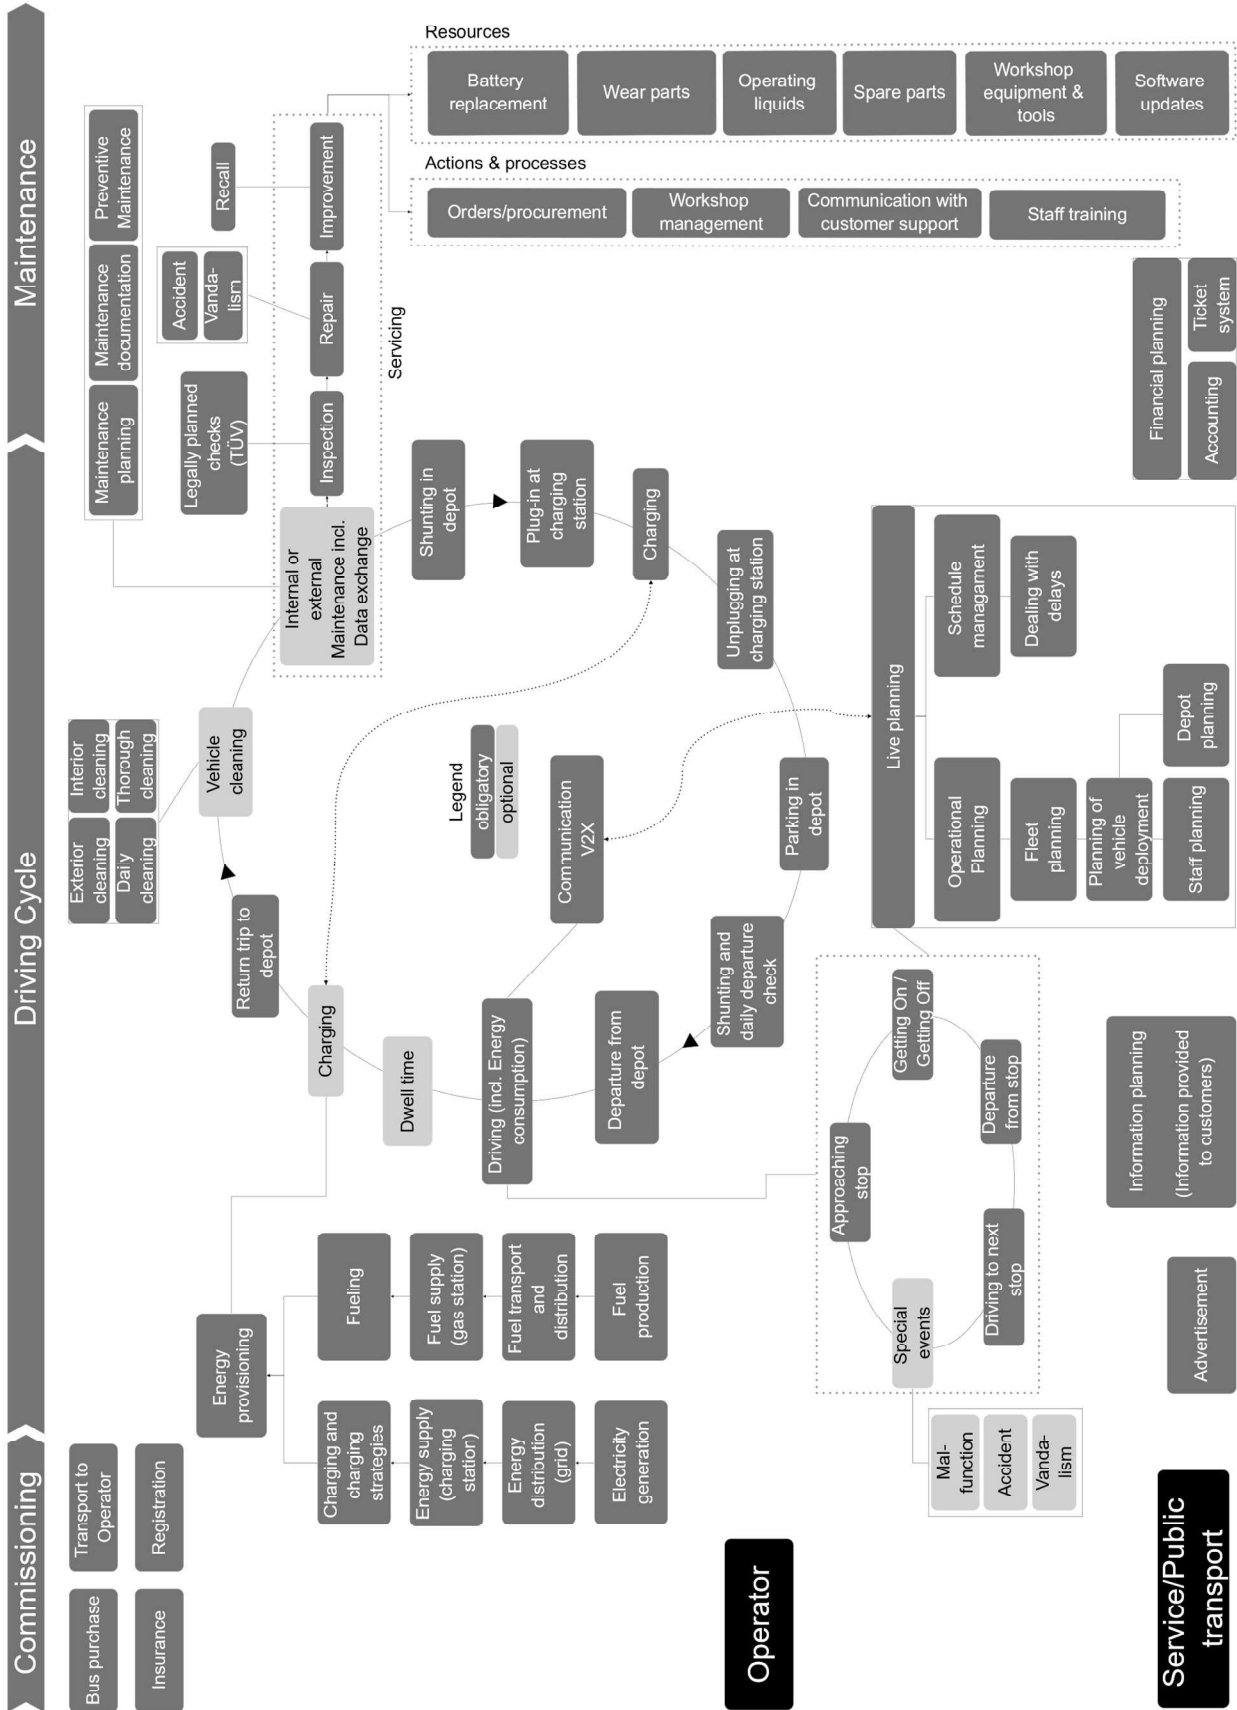 Commissioning
Driving Cycle
Maintenance
Bus purchase
Transport to
Operator
Insurance
Registration
Exterior
cleaning
Interior
cleaning
Daily
cleaning
Thorough
cleaning
Maintenance
planning
Maintenance
documentation
Preventive
Maintenance
Legally planned
checks
(TÜV)
Accident
Vanda-
lism
Recall
Energy
provisioning
Return trip to
depot
Vehicle
cleaning
Internal or
external
Maintenance incl.
Data exchange
Inspection
Repair
Improvement
Servicing
Charging and
charging
strategies
Fueling
Charging
Energy supply
(charging
station)
Fuel supply
(gas station)
Dwell time
Shunting in
depot
Energy
distribution
(grid)
Fuel transport
and
distribution
Driving (incl. Energy
consumption)
Legend
obligatory
optional
Plug-in at
charging
station
Electricity
generation
Fuel
production
Departure from
depot
Communication
V2X
Charging
Shunting and
daily departure
check
Parking in
depot
Unplugging at
charging station
Resources
Battery
replacement
Wear parts
Operating
liquids
Spare parts
Workshop
equipment &
tools
Software
updates
Actions & processes
Orders/procurement
Workshop
management
Communication with
customer support
Staff training
Operator
Approaching
stop
Getting On /
Getting Off
Departure
from stop
Driving to next
stop
Special
events
Mal-
function
Accident
Vanda-
lism
Live planning
Operational
Planning
Schedule
managament
Fleet
planning
Dealing with
delays
Planning of
vehicle
deployment
Staff planning
Depot
planning
Service/Public
transport
Advertisement
Information planning
(Information provided
to customers)
Financial planning
Accounting
Ticket
system